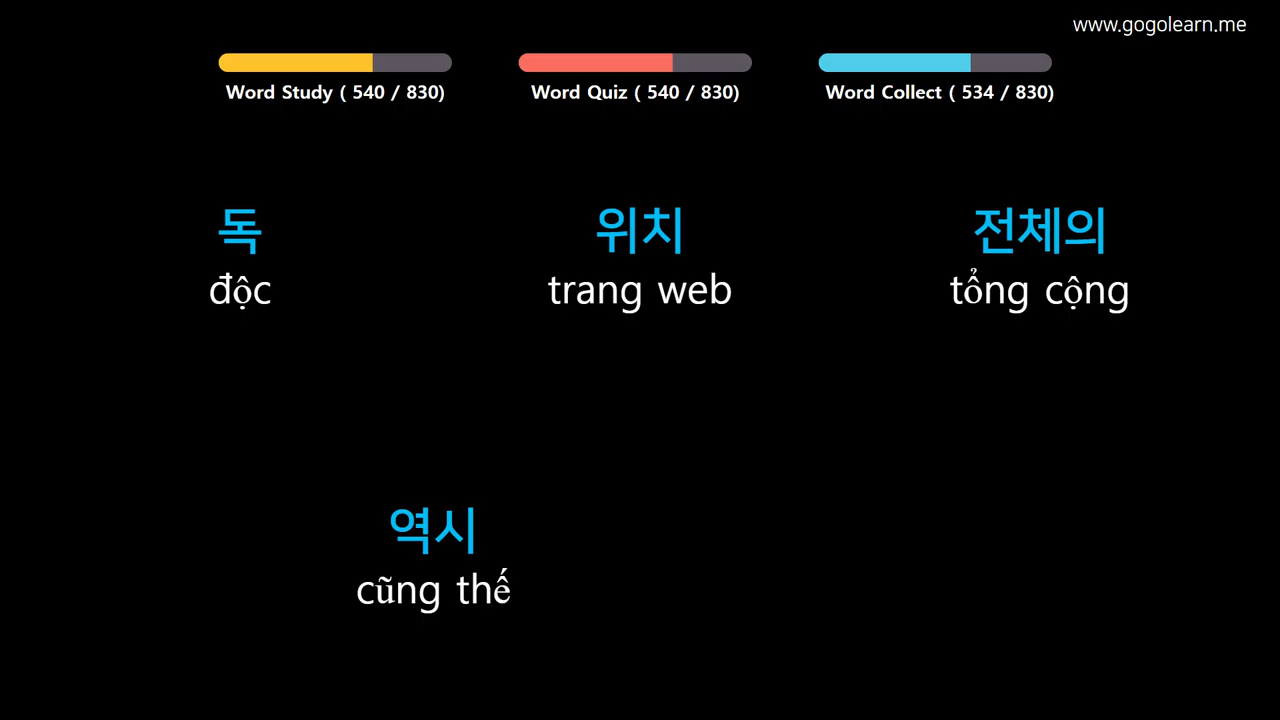 www.gogolearn.me
Word Study ( 540 / 830)
Word Quiz ( 540 / 830)
Word Collect ( 534 / 830)
독
độc
위치
trang web
전체의
tổng cộng
역시
cũng thế